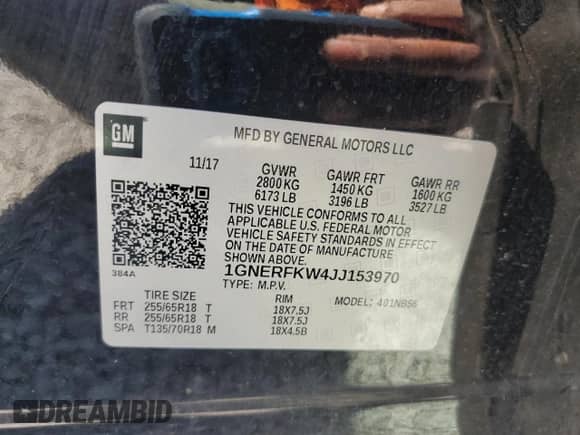 GM
MFD BY GENERAL MOTORS LLC
11/17 GVWR GAWR FRT GAWR RR
2800 KG 1450 KG 1600 KG
6173 LB 3196 LB 3527 LB
THIS VEHICLE CONFORMS TO ALL
APPLICABLE U.S. FEDERAL MOTOR
VEHICLE SAFETY STANDARDS IN EFFECT
ON THE DATE OF MANUFACTURE
SHOWN ABOVE.
384A
1GNERFKW4JJ153970
TYPE: M.P.V. MODEL: 401NB56
TIRE SIZE RIM
FRT 255/65R18 T 18X7.5J
RR 255/65R18 T 18X7.5J
SPA T135/70R18 M 18X4.5B
DREAMBID